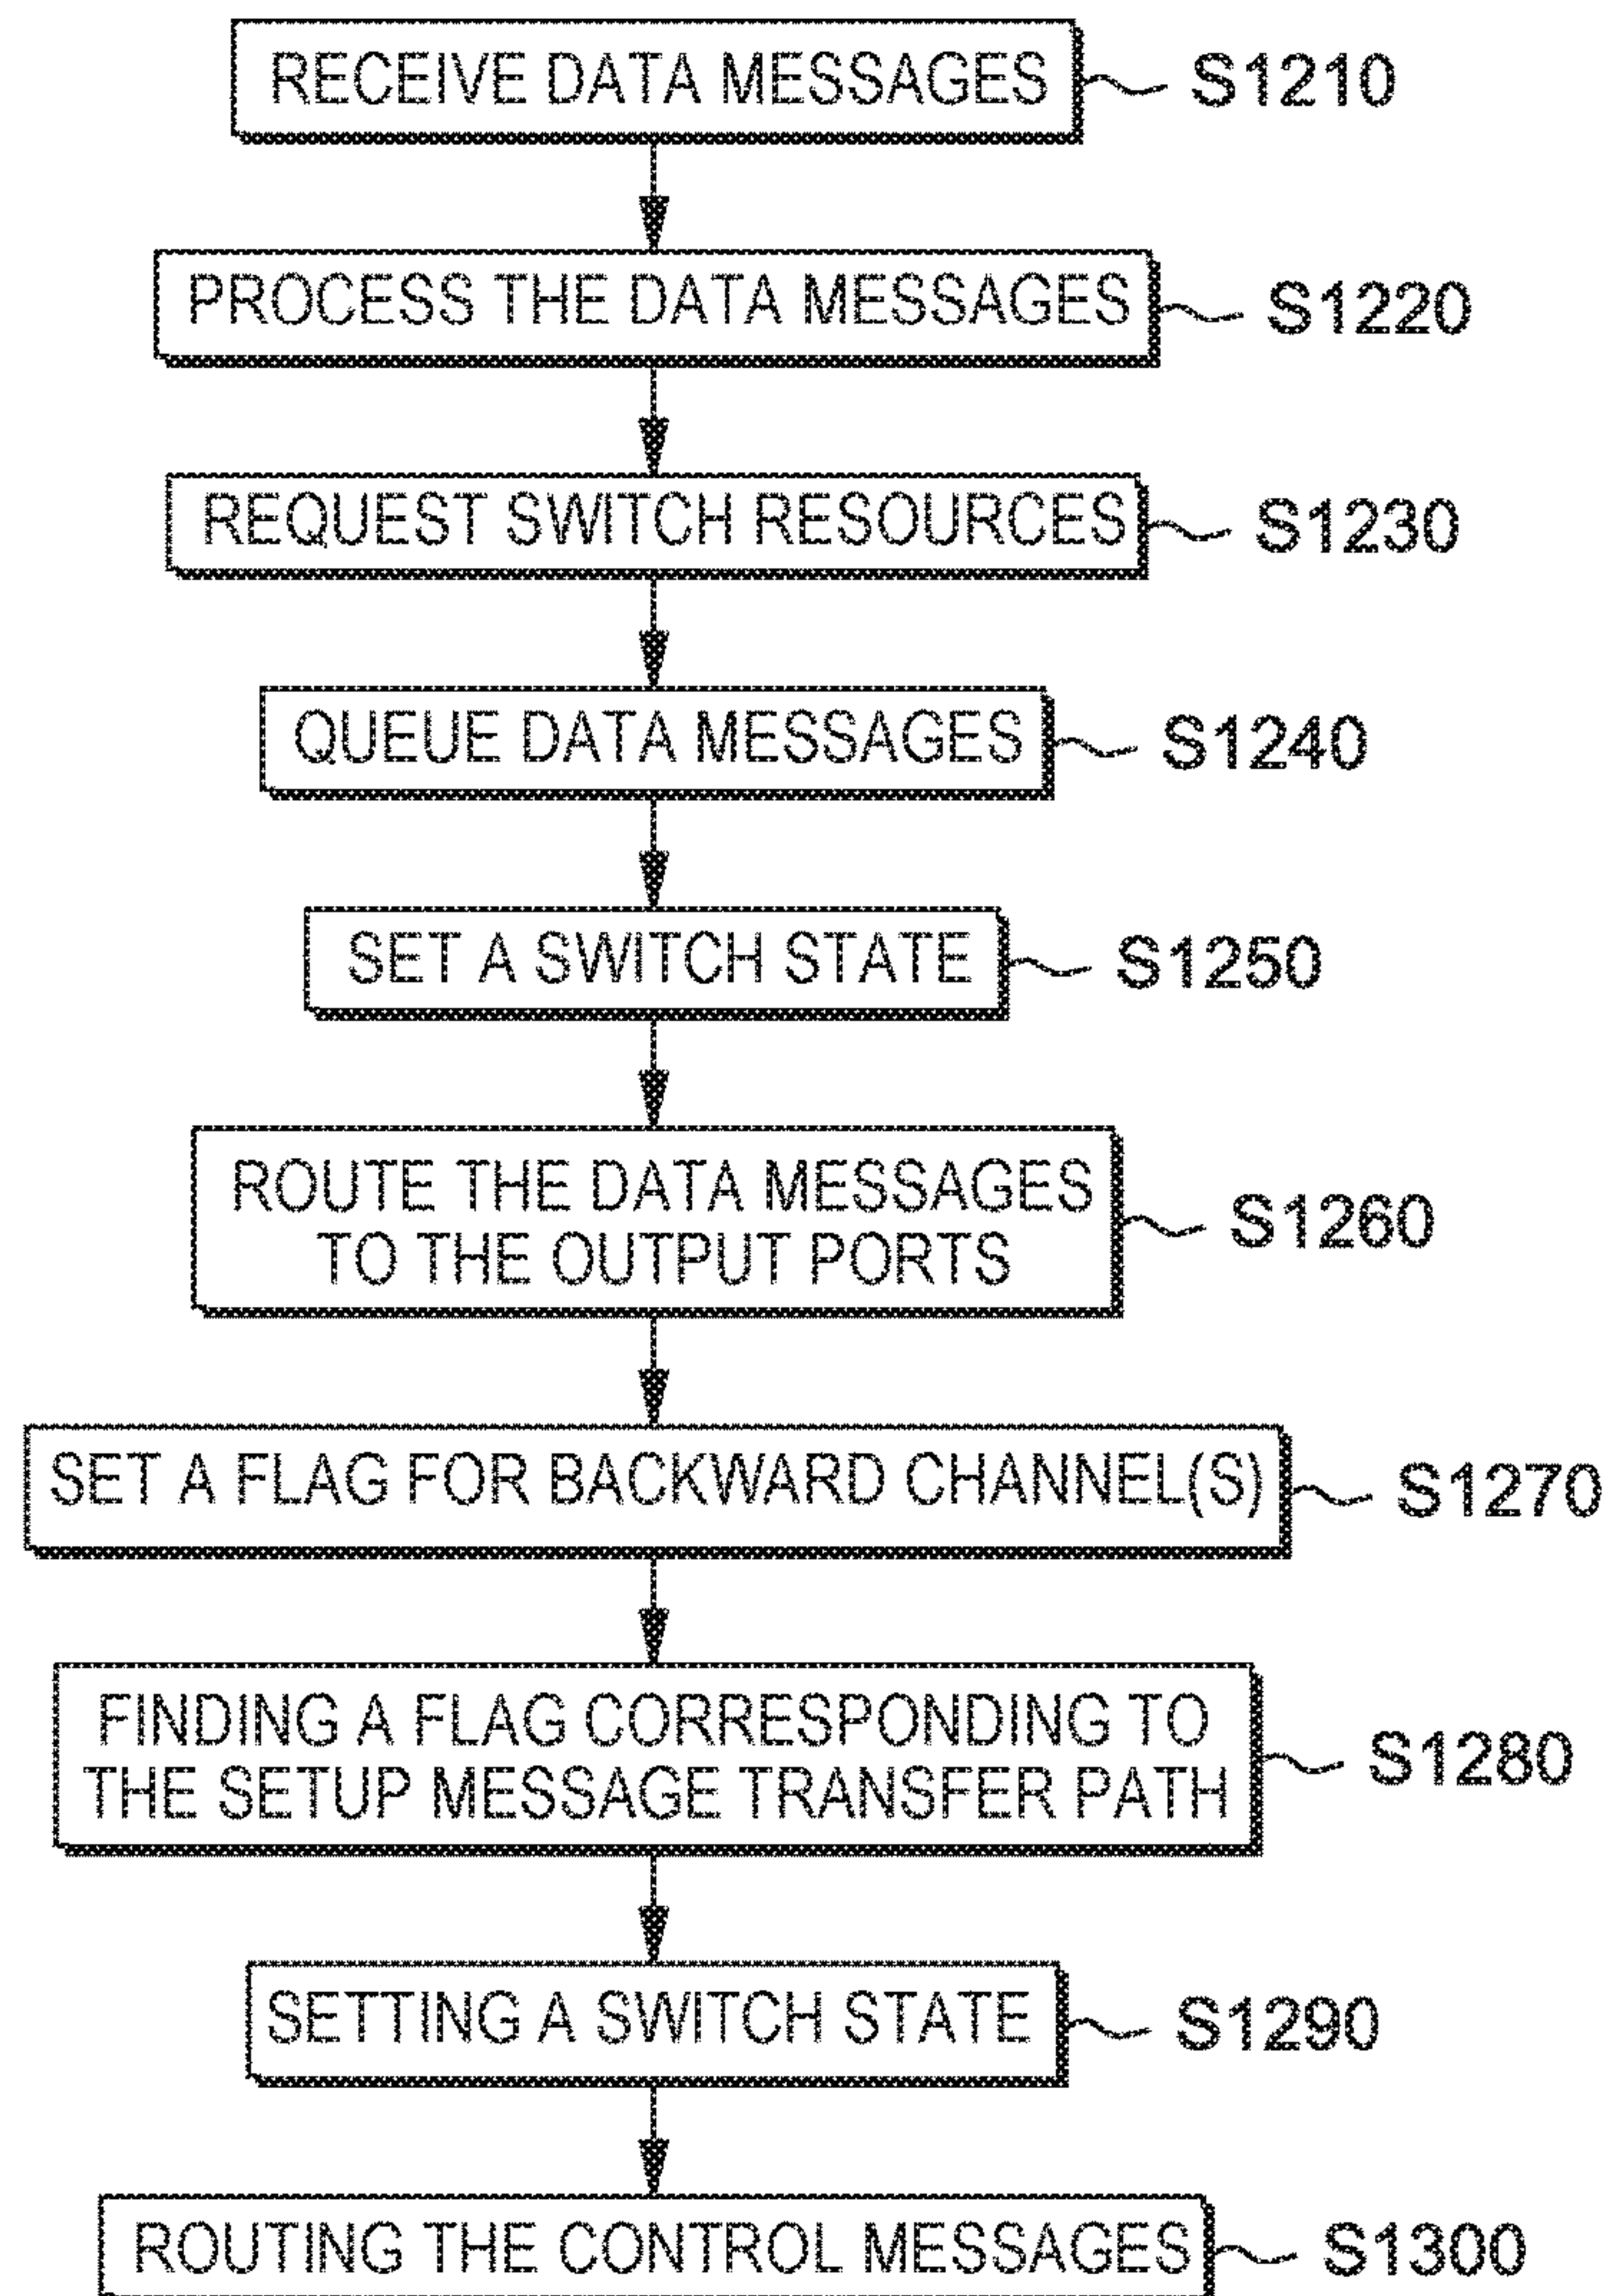 RECEIVE DATA MESSAGES S1210
PROCESS THE DATA MESSAGES S1220
REQUEST SWITCH RESOURCES S1230
QUEUE DATA MESSAGES S1240
SET A SWITCH STATE S1250
ROUTE THE DATA MESSAGES
TO THE OUTPUT PORTS
S1260
SET A FLAG FOR BACKWARD CHANNEL(S) S1270
FINDING A FLAG CORRESPONDING TO
THE SETUP MESSAGE TRANSFER PATH
S1280
SETTING A SWITCH STATE S1290
ROUTING THE CONTROL MESSAGES S1300